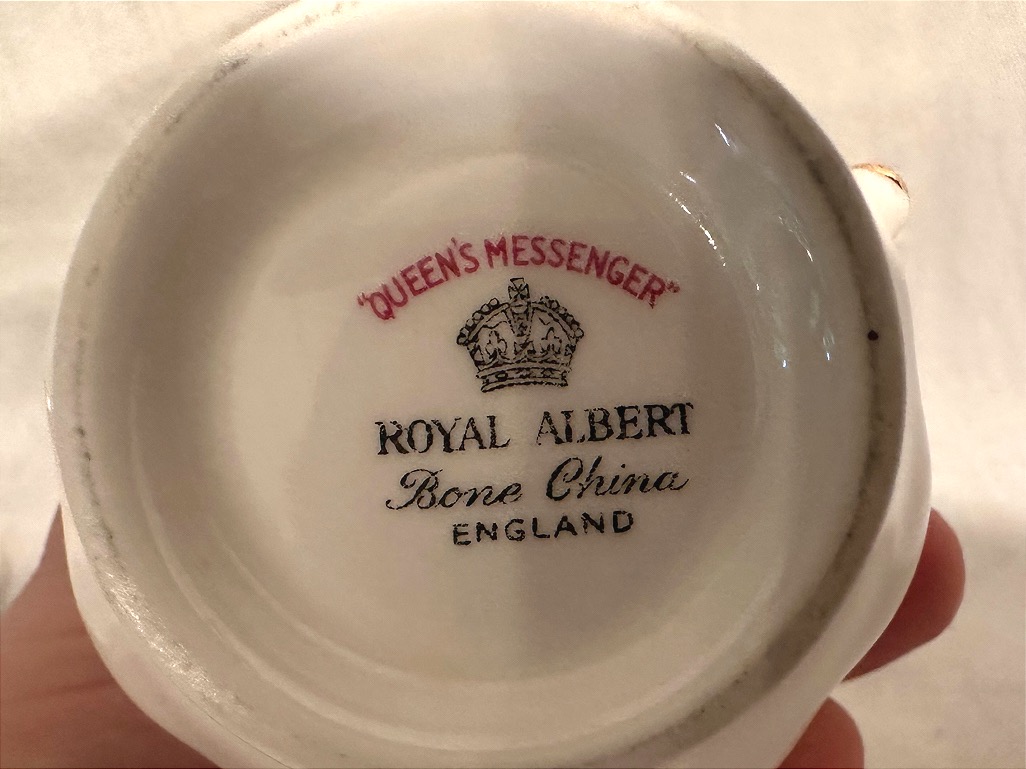 "QUEEN'S MESSENGER"
ROYAL ALBERT
Bone China
ENGLAND